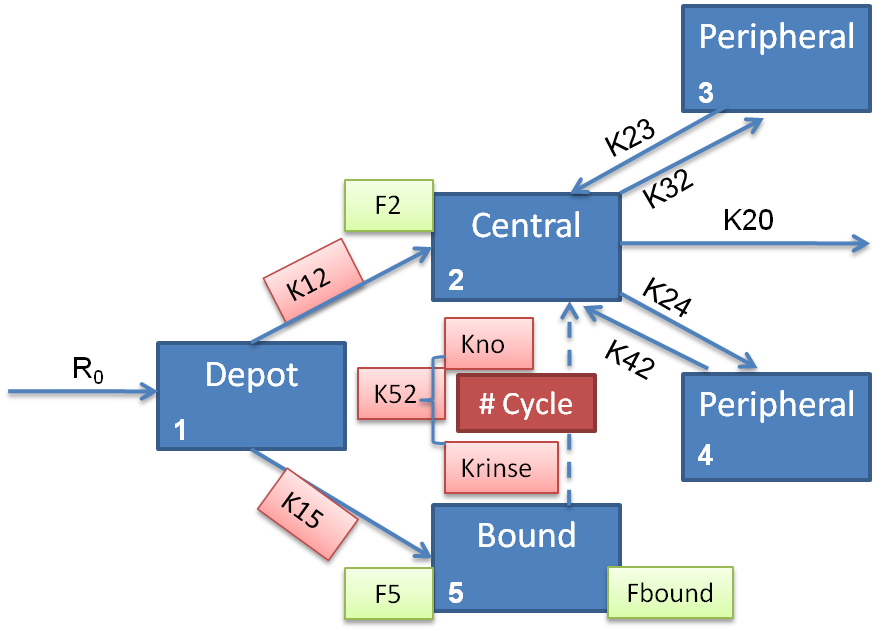 Peripheral
3
K23
K32
F2
Central
2
K20
K12
K24
K42
Kno
R₀
Depot
1
K52
# Cycle
Peripheral
4
Krinse
K15
Bound
5
F5
Fbound